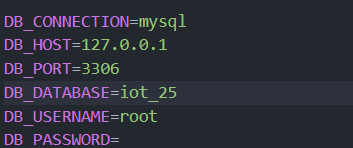 DB_CONNECTION=mysql
DB_HOST=127.0.0.1
DB_PORT=3306
DB_DATABASE=iot_25
DB_USERNAME=root
DB_PASSWORD=